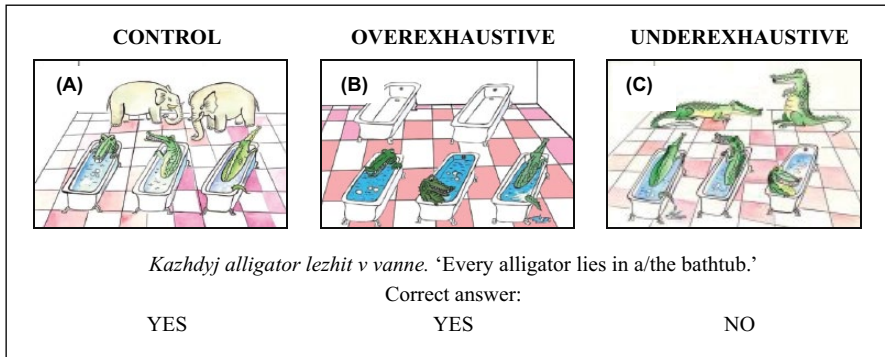 CONTROL OVEREXHAUSTIVE UNDEREXHAUSTIVE
(A) (B) (C)
Kazhdyj alligator lezhit v vanne. ‘Every alligator lies in a/the bathtub.’
Correct answer:
YES YES NO